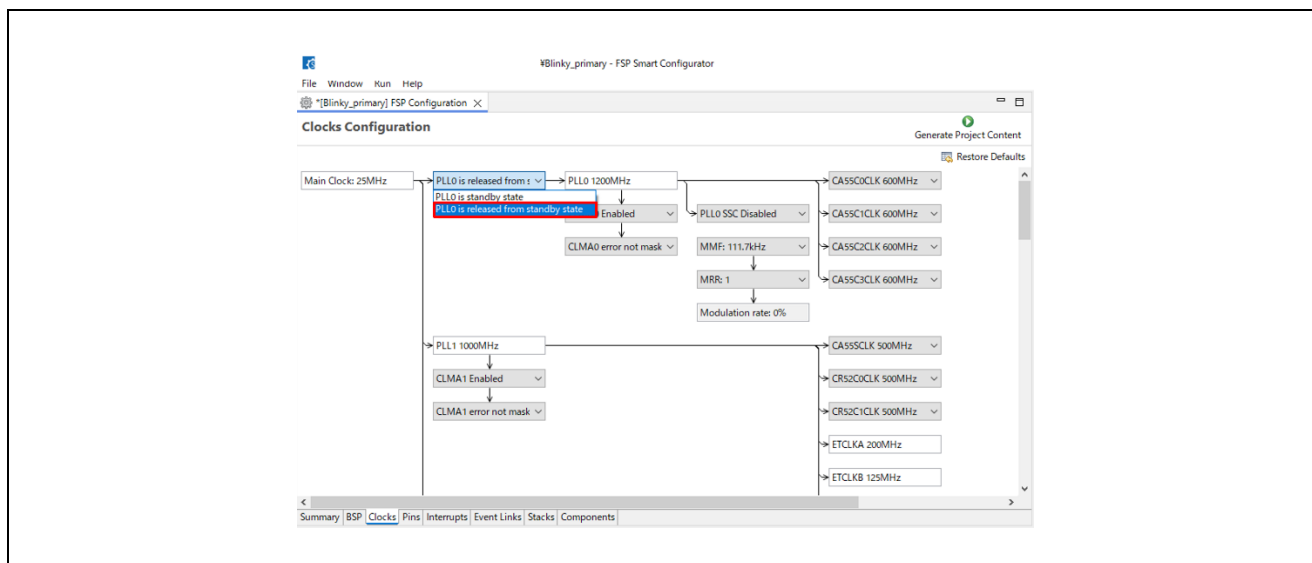 ¥Blinky_primary - FSP Smart Configurator
File Window Run Help
*[Blinky_primary] FSP Configuration
Clocks Configuration
Generate Project Content
Restore Defaults
Main Clock: 25MHz
PLL0 is released from s
PLL0 1200MHz
CA55C0CLK 600MHz
PLL0 is standby state
PLL0 is released from standby state
Enabled
PLL0 SSC Disabled
CA55C1CLK 600MHz
CLMA0 error not mask
MMF: 111.7kHz
CA55C2CLK 600MHz
MRR: 1
CA55C3CLK 600MHz
Modulation rate: 0%
PLL1 1000MHz
CA55SCLK 500MHz
CLMA1 Enabled
CR52C0CLK 500MHz
CLMA1 error not mask
CR52C1CLK 500MHz
ETCLKA 200MHz
ETCLKB 125MHz
Summary BSP Clocks Pins Interrupts Event Links Stacks Components